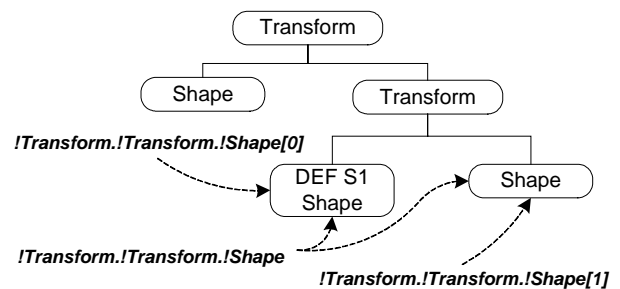 Transform
Shape
Transform
!Transform.!Transform.!Shape[0]
DEF S1
Shape
Shape
!Transform.!Transform.!Shape
!Transform.!Transform.!Shape[1]